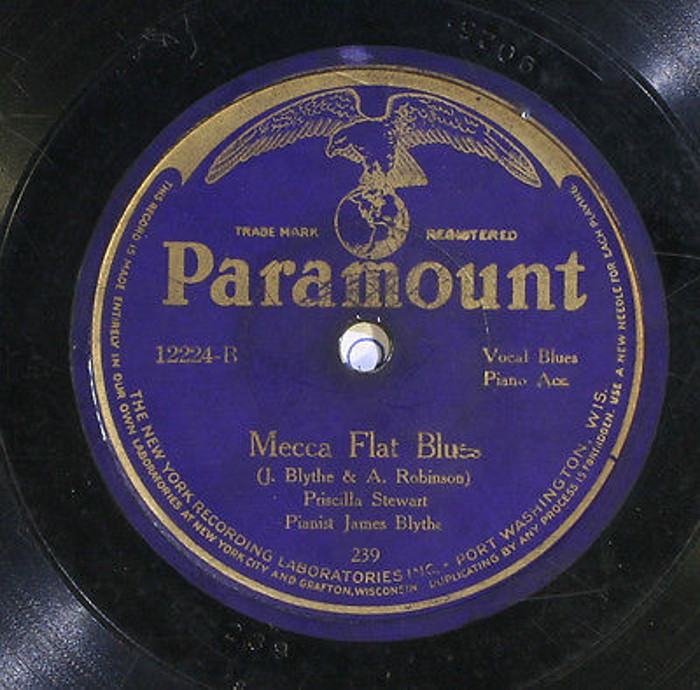 TRADE MARK REGISTERED
Paramount
12224-B
Vocal Blues
Piano Acc.
Mecca Flat Blues
(J. Blythe & A. Robinson)
Priscilla Stewart
Pianist James Blythe
239
THE NEW YORK RECORDING LABORATORIES INC. - PORT WASHINGTON, WIS.
THIS RECORD IS MADE ENTIRELY IN OUR OWN LABORATORIES AT NEW YORK CITY AND GRAFTON, WISCONSIN DUPLICATING BY ANY PROCESS IS FORBIDDEN. USE A NEW NEEDLE FOR EACH PLAYING.